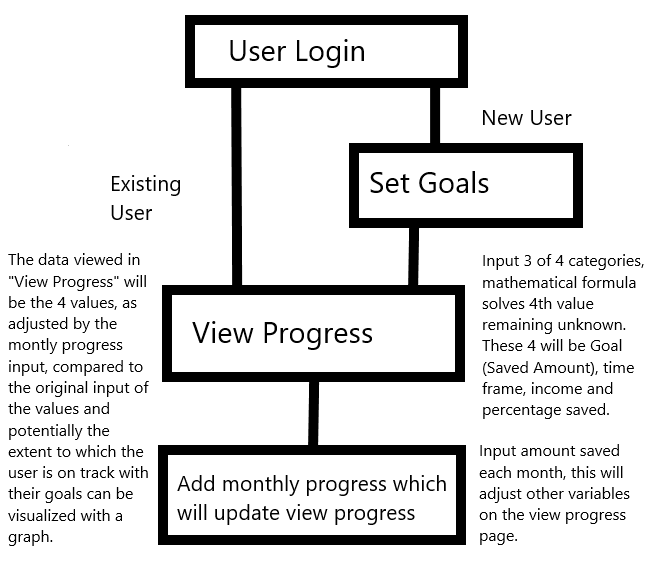 User Login
New User
Set Goals
Existing
User
The data viewed in
"View Progress" will
be the 4 values, as
adjusted by the
montly progress
input, compared to
the original input of
the values and
potentially the
extent to which the
user is on track with
their goals can be
visualized with a
graph.
View Progress
Input 3 of 4 categories,
mathematical formula
solves 4th value
remaining unknown.
These 4 will be Goal
(Saved Amount), time
frame, income and
percentage saved.
Add monthly progress which
will update view progress
Input amount saved
each month, this will
adjust other variables
on the view progress
page.